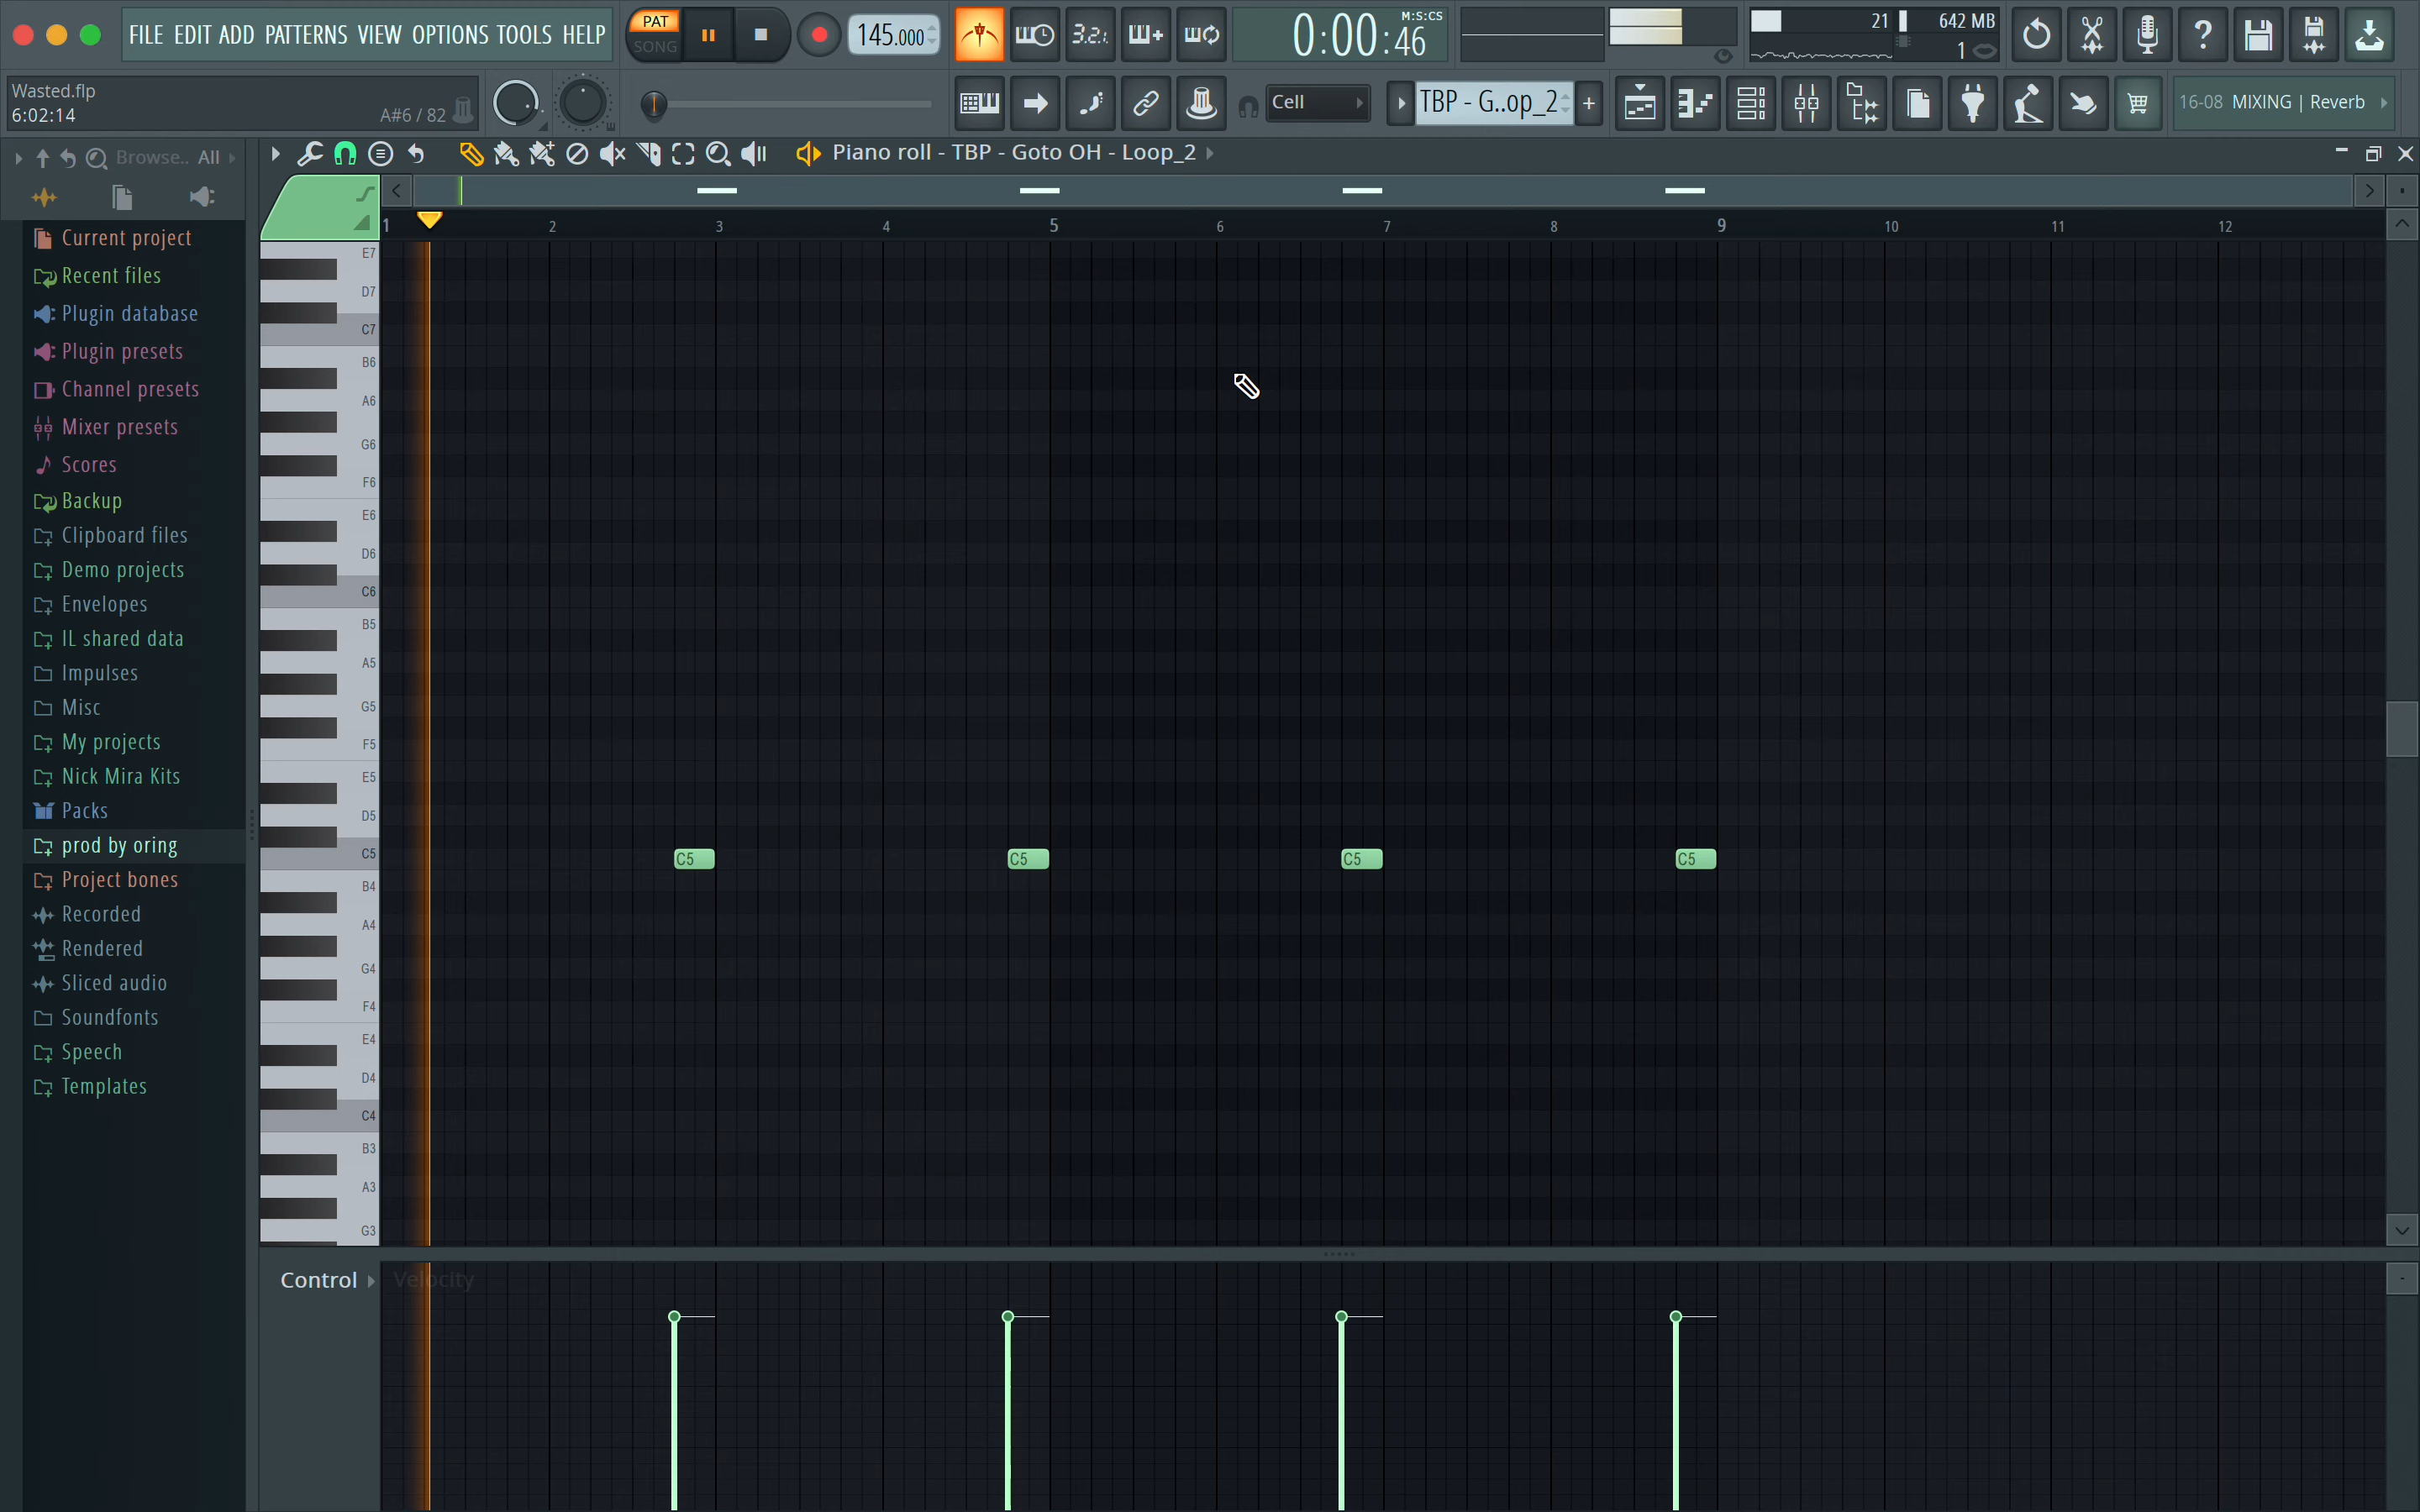 FILE EDIT ADD PATTERNS VIEW OPTIONS TOOLS HELP
PAT
SONG
145.000
3.2.1.
M:S:CS
0:00:46
21
642 MB
1
Wasted.flp
6:02:14
A#6 / 82
Cell
TBP - G..op_2
+
16-08 MIXING | Reverb
Browse.. All
Piano roll - TBP - Goto OH - Loop_2
Current project
Recent files
Plugin database
Plugin presets
Channel presets
Mixer presets
Scores
Backup
Clipboard files
Demo projects
Envelopes
IL shared data
Impulses
Misc
My projects
Nick Mira Kits
Packs
prod by oring
Project bones
Recorded
Rendered
Sliced audio
Soundfonts
Speech
Templates
1 2 3 4 5 6 7 8 9 10 11 12
E7
D7
C7
B6
A6
G6
F6
E6
D6
C6
B5
A5
G5
F5
E5
D5
C5
C5 C5 C5 C5
B4
A4
G4
F4
E4
D4
C4
B3
A3
G3
Control
Velocity